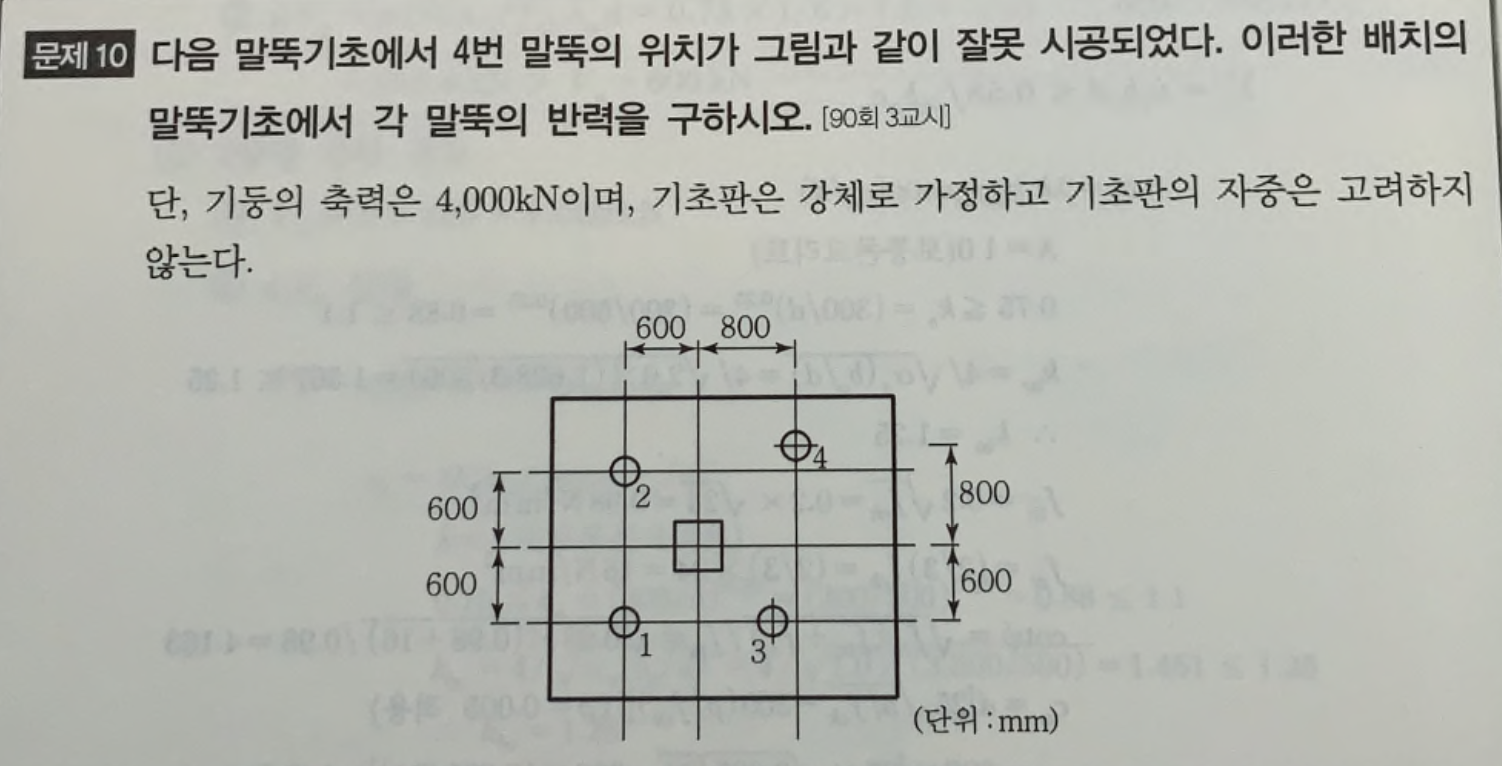 문제 10 다음 말뚝기초에서 4번 말뚝의 위치가 그림과 같이 잘못 시공되었다. 이러한 배치의
말뚝기초에서 각 말뚝의 반력을 구하시오. [90회 3교시]
단, 기둥의 축력은 4,000kN이며, 기초판은 강체로 가정하고 기초판의 자중은 고려하지
않는다.
600 800
4
2
600
800
600
600
1
3
(단위 : mm)